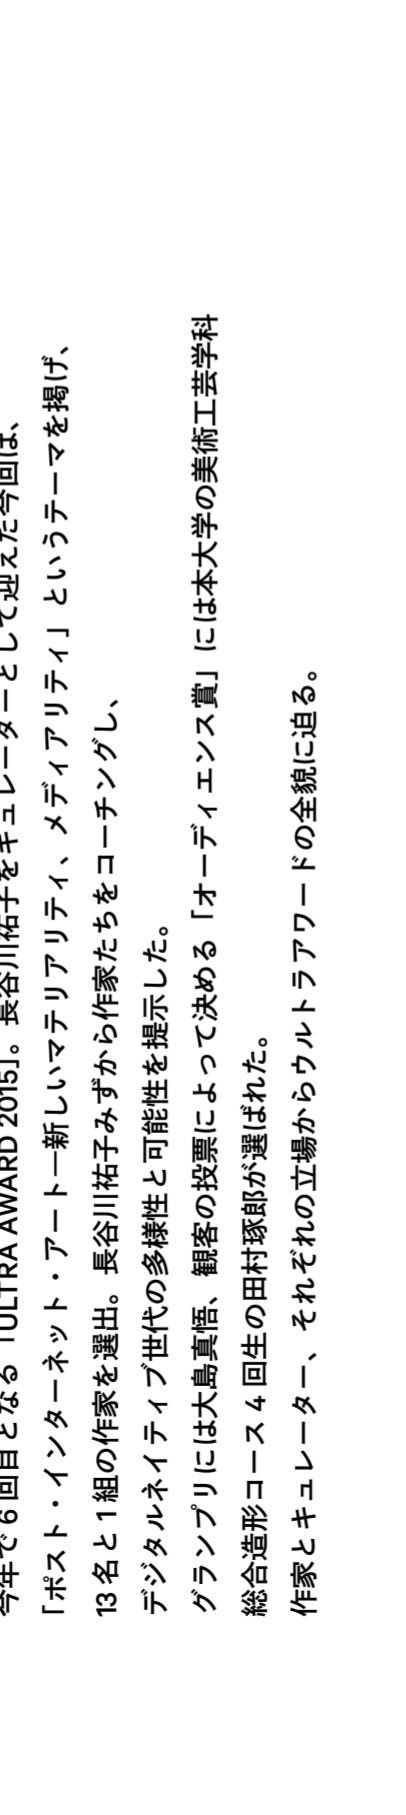 今年で6回目となる「ULTRA AWARD 2015」。長谷川祐子をキュレーターとして迎えた今回は、
「ポスト・インターネット・アート―新しいマテリアリティ、メディアリティ」というテーマを掲げ、
13名と1組の作家を選出。長谷川祐子みずから作家たちをコーチングし、
デジタルネイティブ世代の多様性と可能性を提示した。
グランプリには大島真悟、観客の投票によって決める「オーディエンス賞」には本大学の美術工芸学科
総合造形コース4回生の田村琢郎が選ばれた。
作家とキュレーター、それぞれの立場からウルトラアワードの全貌に迫る。